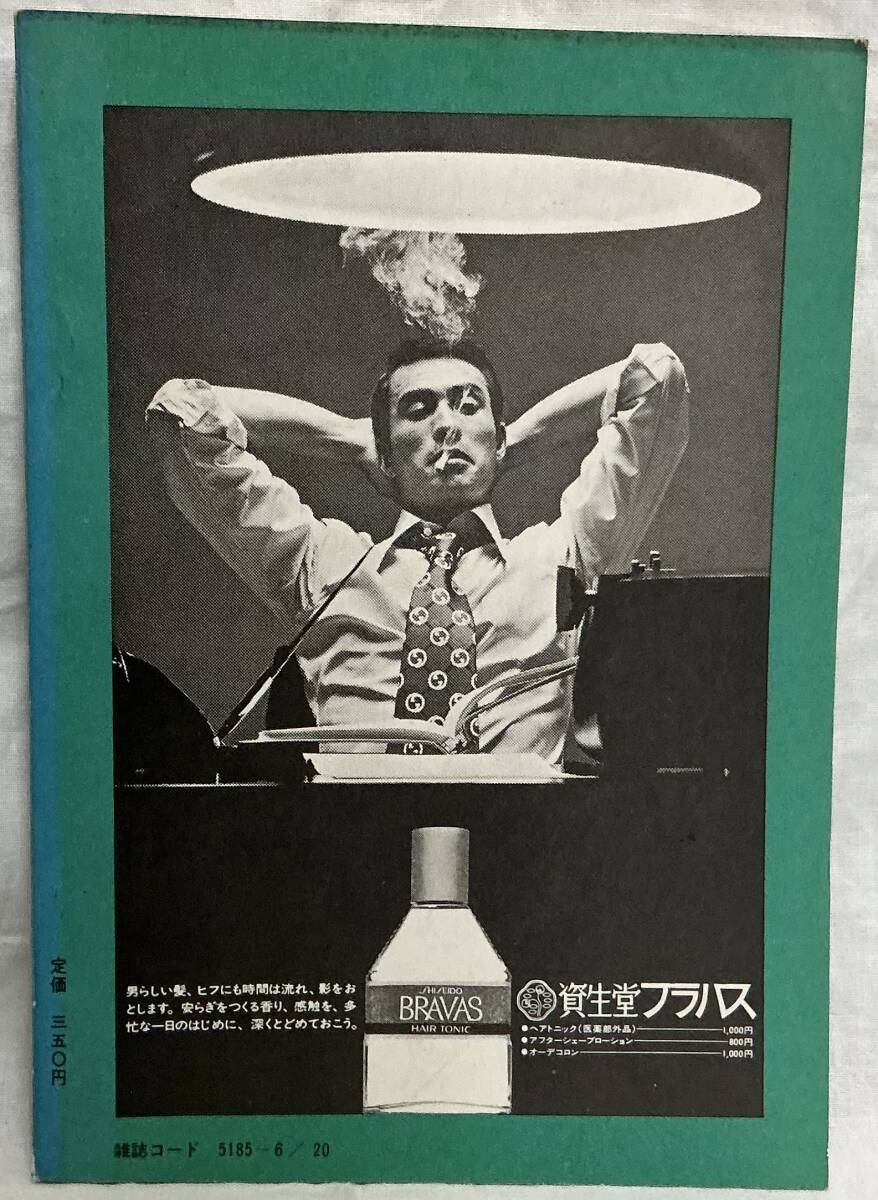 男らしい髪、ヒフにも時間は流れ、影をお
とします。安らぎをつくる香り、感触を、多
忙な一日のはじめに、深くとどめておこう。
SHISEIDO
BRAVAS
HAIR TONIC
資生堂ブラバス
●ヘアトニック(医薬部外品) 1,000円
●アフターシェーブローション 800円
●オーデコロン 1,000円
定価 三五〇円
雑誌コード 5185-6/20